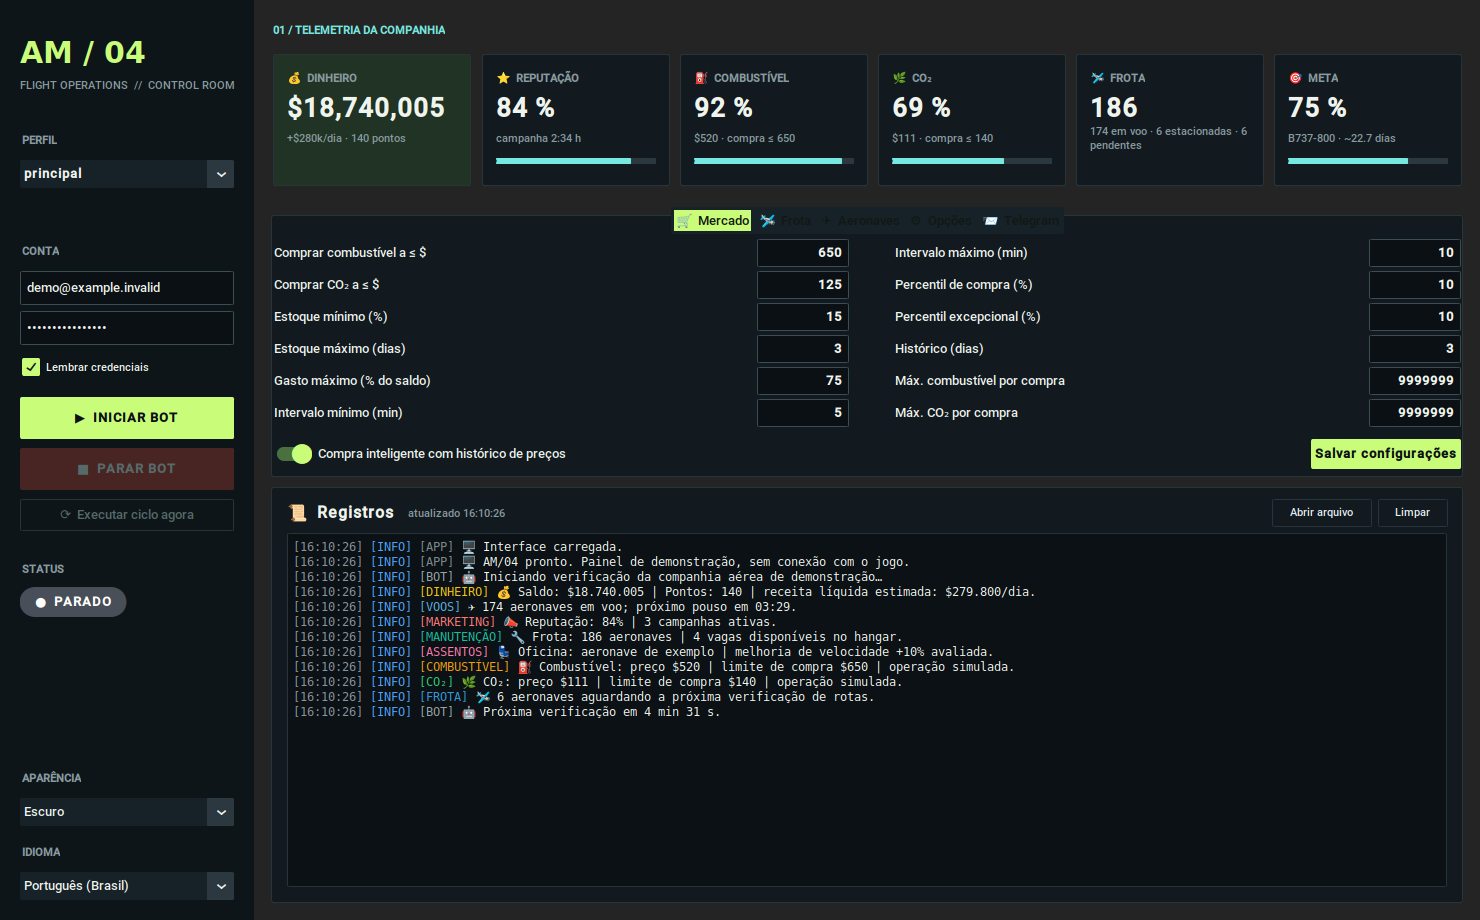 AM / 04
FLIGHT OPERATIONS // CONTROL ROOM
PERFIL
principal
CONTA
demo@example.invalid
••••••••••••••••
Lembrar credenciais
▶ INICIAR BOT
■ PARAR BOT
⟳ Executar ciclo agora
STATUS
● PARADO
APARÊNCIA
Escuro
IDIOMA
Português (Brasil)
01 / TELEMETRIA DA COMPANHIA
💰 DINHEIRO
$18,740,005
+$280k/dia · 140 pontos
⭐ REPUTAÇÃO
84 %
campanha 2:34 h
⛽ COMBUSTÍVEL
92 %
$520 · compra ≤ 650
🌿 CO₂
69 %
$111 · compra ≤ 140
🛩️ FROTA
186
174 em voo · 6 estacionadas · 6
pendentes
🎯 META
75 %
B737-800 · ~22.7 dias
🛒 Mercado 🛩️ Frota ✈ Aeronaves ⚙ Opções 📨 Telegram
Comprar combustível a ≤ $ 650
Intervalo máximo (min) 10
Comprar CO₂ a ≤ $ 125
Percentil de compra (%) 10
Estoque mínimo (%) 15
Percentil excepcional (%) 10
Estoque máximo (dias) 3
Histórico (dias) 3
Gasto máximo (% do saldo) 75
Máx. combustível por compra 9999999
Intervalo mínimo (min) 5
Máx. CO₂ por compra 9999999
Compra inteligente com histórico de preços
Salvar configurações
📜 Registros atualizado 16:10:26
Abrir arquivo
Limpar
[16:10:26] [INFO] [APP] 🖥️ Interface carregada.
[16:10:26] [INFO] [APP] 🖥️ AM/04 pronto. Painel de demonstração, sem conexão com o jogo.
[16:10:26] [INFO] [BOT] 🤖 Iniciando verificação da companhia aérea de demonstração…
[16:10:26] [INFO] [DINHEIRO] 💰 Saldo: $18.740.005 | Pontos: 140 | receita líquida estimada: $279.800/dia.
[16:10:26] [INFO] [VOOS] ✈ 174 aeronaves em voo; próximo pouso em 03:29.
[16:10:26] [INFO] [MARKETING] 📣 Reputação: 84% | 3 campanhas ativas.
[16:10:26] [INFO] [MANUTENÇÃO] 🔧 Frota: 186 aeronaves | 4 vagas disponíveis no hangar.
[16:10:26] [INFO] [ASSENTOS] 💺 Oficina: aeronave de exemplo | melhoria de velocidade +10% avaliada.
[16:10:26] [INFO] [COMBUSTÍVEL] ⛽ Combustível: preço $520 | limite de compra $650 | operação simulada.
[16:10:26] [INFO] [CO₂] 🌿 CO₂: preço $111 | limite de compra $140 | operação simulada.
[16:10:26] [INFO] [FROTA] 🛩️ 6 aeronaves aguardando a próxima verificação de rotas.
[16:10:26] [INFO] [BOT] 🤖 Próxima verificação em 4 min 31 s.